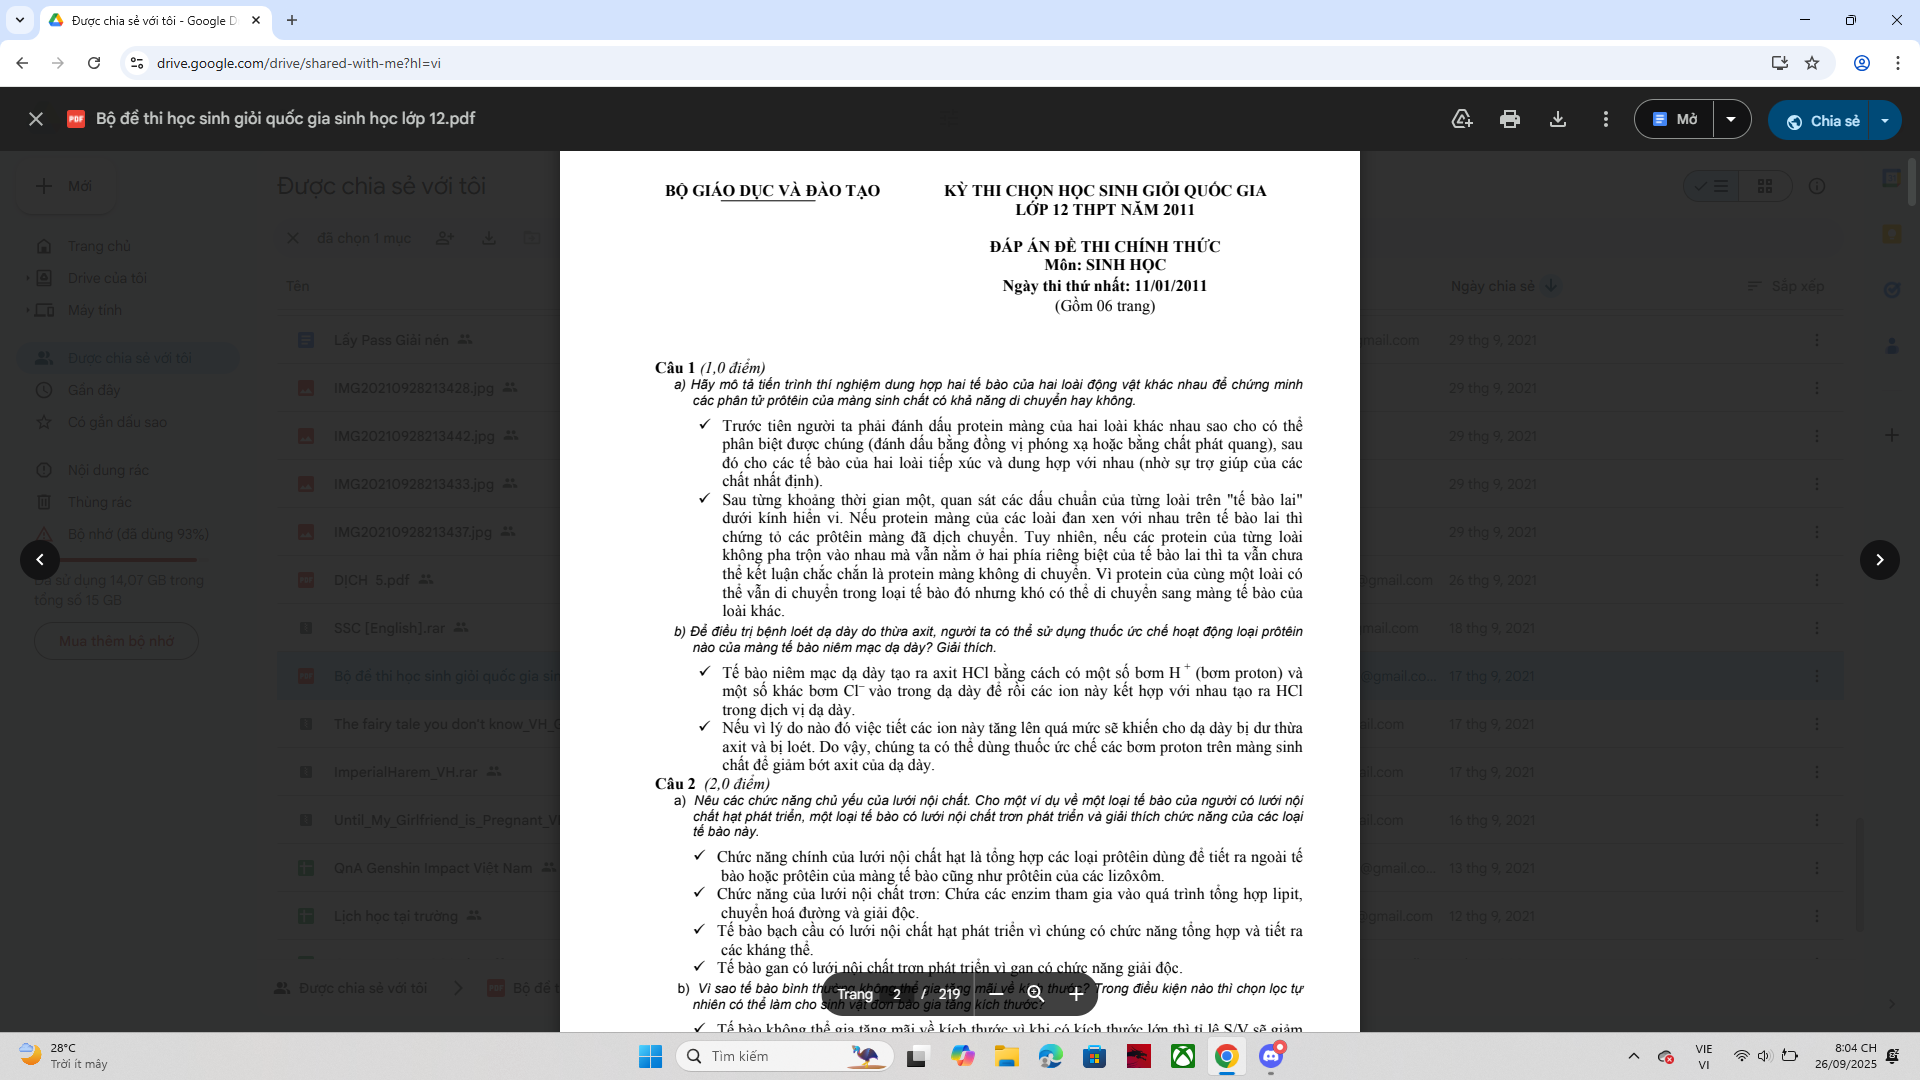 Được chia sẻ với tôi - Google D
drive.google.com/drive/shared-with-me?hl=vi
PDF Bộ đề thi học sinh giỏi quốc gia sinh học lớp 12.pdf
Mở
Chia sẻ
Mới
Trang chủ
Drive của tôi
Máy tính
Được chia sẻ với tôi
Gần đây
Có gắn dấu sao
Nội dung rác
Thùng rác
Bộ nhớ (đã dùng 93%)
Đã sử dụng 14,07 GB trong
tổng số 15 GB
Mua thêm bộ nhớ
Được chia sẻ với tôi
đã chọn 1 mục
Tên
Ngày chia sẻ
Sắp xếp
Lấy Pass Giải nén
gmail.com
29 thg 9, 2021
IMG20210928213428.jpg
29 thg 9, 2021
IMG20210928213442.jpg
29 thg 9, 2021
IMG20210928213433.jpg
29 thg 9, 2021
IMG20210928213437.jpg
29 thg 9, 2021
DỊCH 5.pdf
@gmail.com
26 thg 9, 2021
SSC [English].rar
mail.com
18 thg 9, 2021
Bộ đề thi học sinh giỏi quốc gia sin
@gmail.co...
17 thg 9, 2021
The fairy tale you don't know_VH_
mail.com
17 thg 9, 2021
ImperialHarem_VH.rar
17 thg 9, 2021
Until_My_Girlfriend_is_Pregnant_V
16 thg 9, 2021
QnA Genshin Impact Việt Nam
@gmail.co...
13 thg 9, 2021
Lịch học tại trường
@gmail.com
12 thg 9, 2021
Được chia sẻ với tôi
Bộ đề t
BỘ GIÁO DỤC VÀ ĐÀO TẠO
KỲ THI CHỌN HỌC SINH GIỎI QUỐC GIA
LỚP 12 THPT NĂM 2011
ĐÁP ÁN ĐỀ THI CHÍNH THỨC
Môn: SINH HỌC
Ngày thi thứ nhất: 11/01/2011
(Gồm 06 trang)
Câu 1 (1,0 điểm)
a) Hãy mô tả tiến trình thí nghiệm dung hợp hai tế bào của hai loài động vật khác nhau để chứng minh
các phân tử prôtêin của màng sinh chất có khả năng di chuyển hay không.
✓ Trước tiên người ta phải đánh dấu protein màng của hai loài khác nhau sao cho có thể
phân biệt được chúng (đánh dấu bằng đồng vị phóng xạ hoặc bằng chất phát quang), sau
đó cho các tế bào của hai loài tiếp xúc và dung hợp với nhau (nhờ sự trợ giúp của các
chất nhất định).
✓ Sau từng khoảng thời gian một, quan sát các dấu chuẩn của từng loài trên "tế bào lai"
dưới kính hiển vi. Nếu protein màng của các loài đan xen với nhau trên tế bào lai thì
chứng tỏ các prôtêin màng đã dịch chuyển. Tuy nhiên, nếu các protein của từng loài
không pha trộn vào nhau mà vẫn nằm ở hai phía riêng biệt của tế bào lai thì ta vẫn chưa
thể kết luận chắc chắn là protein màng không di chuyển. Vì protein của cùng một loài có
thể vẫn di chuyển trong loại tế bào đó nhưng khó có thể di chuyển sang màng tế bào của
loài khác.
b) Để điều trị bệnh loét dạ dày do thừa axit, người ta có thể sử dụng thuốc ức chế hoạt động loại prôtêin
nào của màng tế bào niêm mạc dạ dày? Giải thích.
✓ Tế bào niêm mạc dạ dày tạo ra axit HCl bằng cách có một số bơm H⁺ (bơm proton) và
một số khác bơm Cl⁻ vào trong dạ dày để rồi các ion này kết hợp với nhau tạo ra HCl
trong dịch vị dạ dày.
✓ Nếu vì lý do nào đó việc tiết các ion này tăng lên quá mức sẽ khiến cho dạ dày bị dư thừa
axit và bị loét. Do vậy, chúng ta có thể dùng thuốc ức chế các bơm proton trên màng sinh
chất để giảm bớt axit của dạ dày.
Câu 2 (2,0 điểm)
a) Nêu các chức năng chủ yếu của lưới nội chất. Cho một ví dụ về một loại tế bào của người có lưới nội
chất hạt phát triển, một loại tế bào có lưới nội chất trơn phát triển và giải thích chức năng của các loại
tế bào này.
✓ Chức năng chính của lưới nội chất hạt là tổng hợp các loại prôtêin dùng để tiết ra ngoài tế
bào hoặc prôtêin của màng tế bào cũng như prôtêin của các lizôxôm.
✓ Chức năng của lưới nội chất trơn: Chứa các enzim tham gia vào quá trình tổng hợp lipit,
chuyển hoá đường và giải độc.
✓ Tế bào bạch cầu có lưới nội chất hạt phát triển vì chúng có chức năng tổng hợp và tiết ra
các kháng thể.
✓ Tế bào gan có lưới nội chất trơn phát triển vì gan có chức năng giải độc.
b) Vì sao tế bào bình thường không thể gia tăng mãi về kích thước? Trong điều kiện nào thì chọn lọc tự
nhiên có thể làm cho sinh vật đơn bào gia tăng kích thước?
✓ Tế bào không thể gia tăng mãi về kích thước vì khi có kích thước lớn thì tỉ lệ S/V sẽ giảm
Trang 2 / 219
28°C
Trời ít mây
Tìm kiếm
VIE
VI
8:04 CH
26/09/2025